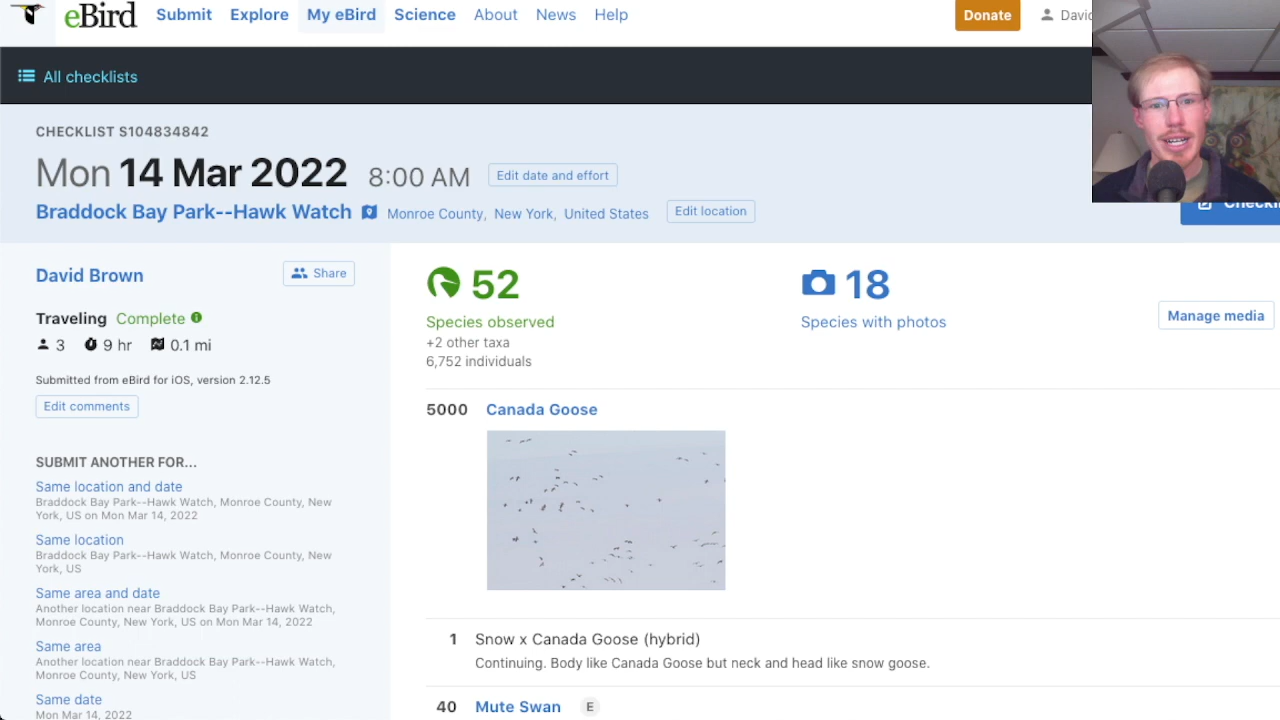 eBird Submit Explore My eBird Science About News Help Donate
All checklists
CHECKLIST S104834842
Mon 14 Mar 2022 8:00 AM Edit date and effort
Braddock Bay Park--Hawk Watch Monroe County, New York, United States Edit location
David Brown Share
Traveling Complete
3 9 hr 0.1 mi
Submitted from eBird for iOS, version 2.12.5
Edit comments
SUBMIT ANOTHER FOR...
Same location and date
Braddock Bay Park--Hawk Watch, Monroe County, New
York, US on Mon Mar 14, 2022
Same location
Braddock Bay Park--Hawk Watch, Monroe County, New
York, US
Same area and date
Another location near Braddock Bay Park--Hawk Watch,
Monroe County, New York, US on Mon Mar 14, 2022
Same area
Another location near Braddock Bay Park--Hawk Watch,
Monroe County, New York, US
Same date
Mon Mar 14, 2022
52
Species observed
+2 other taxa
6,752 individuals
18
Species with photos
Manage media
5000 Canada Goose
1 Snow x Canada Goose (hybrid)
Continuing. Body like Canada Goose but neck and head like snow goose.
40 Mute Swan E